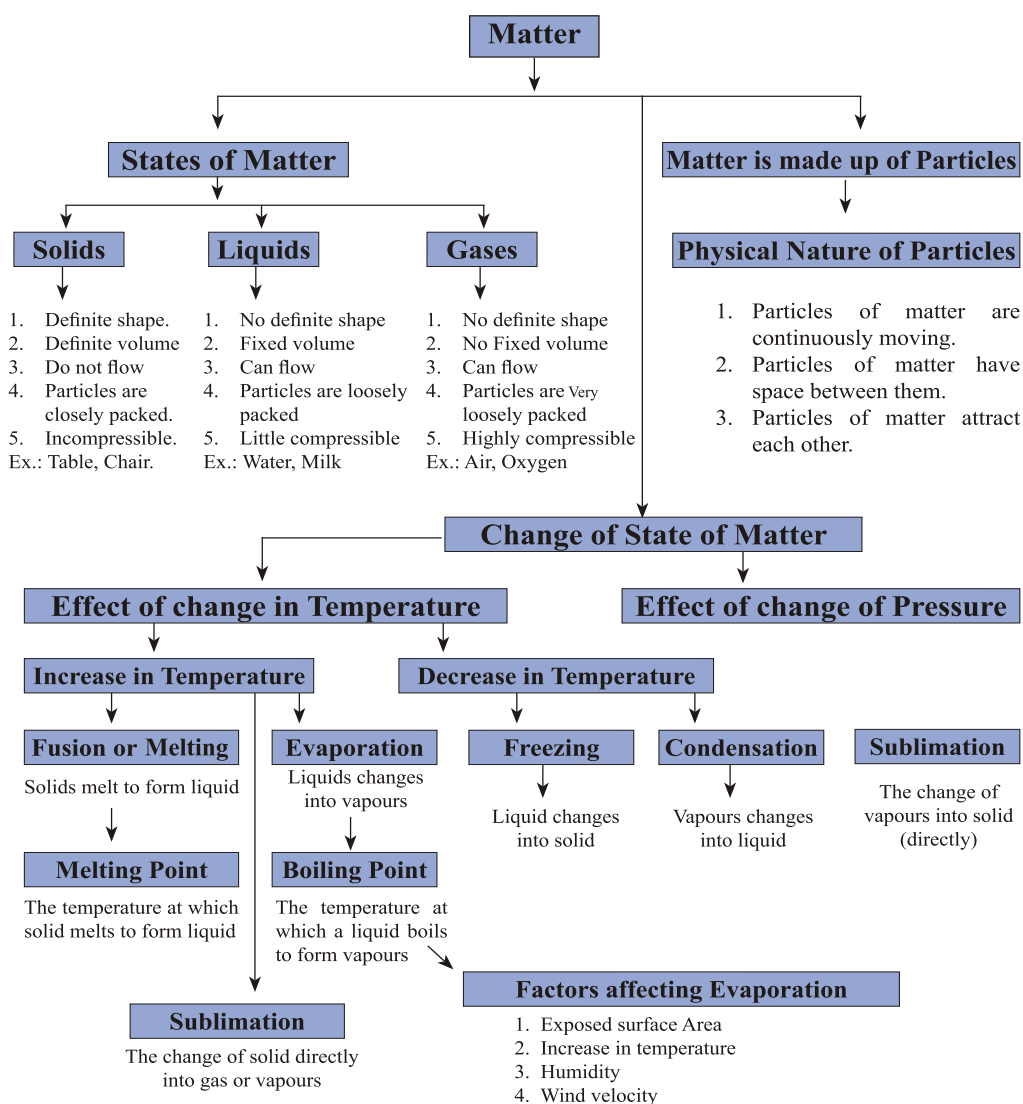 Matter
States of Matter
Matter is made up of Particles
Solids
Liquids
Gases
Physical Nature of Particles
1. Definite shape.
2. Definite volume
3. Do not flow
4. Particles are
closely packed.
5. Incompressible.
Ex.: Table, Chair.
1. No definite shape
2. Fixed volume
3. Can flow
4. Particles are loosely
packed
5. Little compressible
Ex.: Water, Milk
1. No definite shape
2. No Fixed volume
3. Can flow
4. Particles are Very
loosely packed
5. Highly compressible
Ex.: Air, Oxygen
1. Particles of matter are
continuously moving.
2. Particles of matter have
space between them.
3. Particles of matter attract
each other.
Change of State of Matter
Effect of change in Temperature
Effect of change of Pressure
Increase in Temperature
Decrease in Temperature
Fusion or Melting
Solids melt to form liquid
Evaporation
Liquids changes
into vapours
Freezing
Liquid changes
into solid
Condensation
Vapours changes
into liquid
Sublimation
The change of
vapours into solid
(directly)
Melting Point
The temperature at which
solid melts to form liquid
Boiling Point
The temperature at
which a liquid boils
to form vapours
Sublimation
The change of solid directly
into gas or vapours
Factors affecting Evaporation
1. Exposed surface Area
2. Increase in temperature
3. Humidity
4. Wind velocity